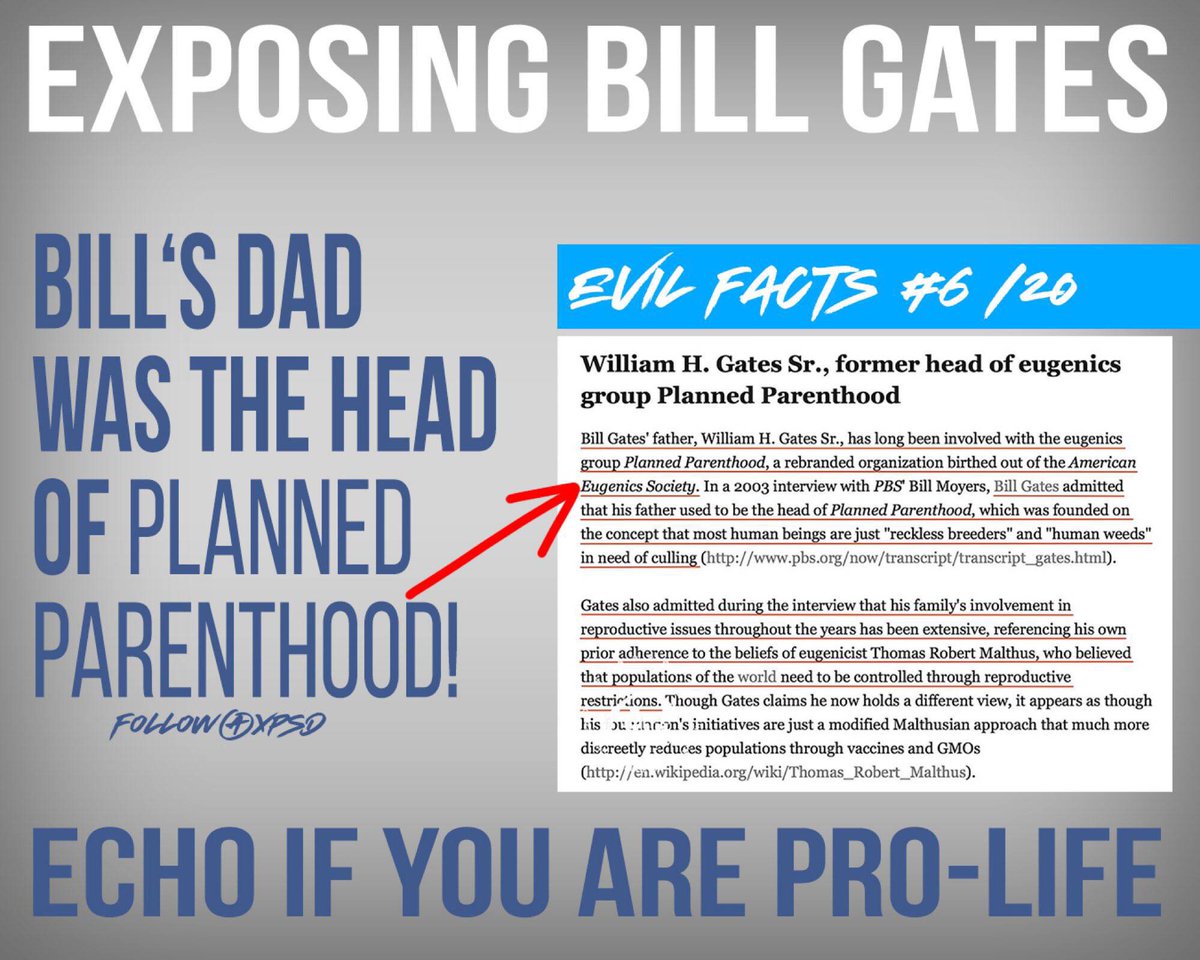 EXPOSING BILL GATES
BILL‘S DAD
WAS THE HEAD
OF PLANNED
PARENTHOOD!
FOLLOW@XPSD
EVIL FACTS #6 /20
William H. Gates Sr., former head of eugenics
group Planned Parenthood
Bill Gates' father, William H. Gates Sr., has long been involved with the eugenics
group Planned Parenthood, a rebranded organization birthed out of the American
Eugenics Society. In a 2003 interview with PBS' Bill Moyers, Bill Gates admitted
that his father used to be the head of Planned Parenthood, which was founded on
the concept that most human beings are just "reckless breeders" and "human weeds"
in need of culling (http://www.pbs.org/now/transcript/transcript_gates.html).
Gates also admitted during the interview that his family's involvement in
reproductive issues throughout the years has been extensive, referencing his own
prior adherence to the beliefs of eugenicist Thomas Robert Malthus, who believed
that populations of the world need to be controlled through reproductive
restrictions. Though Gates claims he now holds a different view, it appears as though
his initiatives are just a modified Malthusian approach that much more
discreetly reduces populations through vaccines and GMOs
(http://en.wikipedia.org/wiki/Thomas_Robert_Malthus).
ECHO IF YOU ARE PRO-LIFE